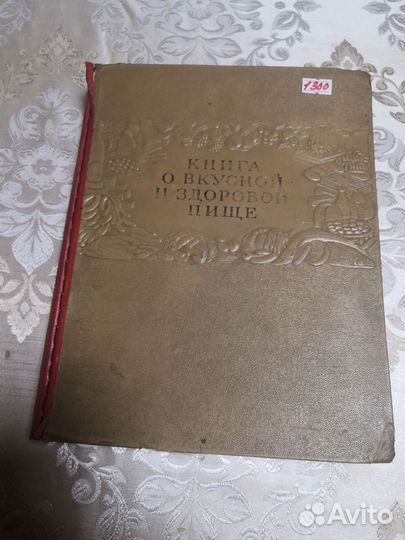 1300
КНИГА
О ВКУСНОЙ
И ЗДОРОВОЙ
ПИЩЕ
Avito